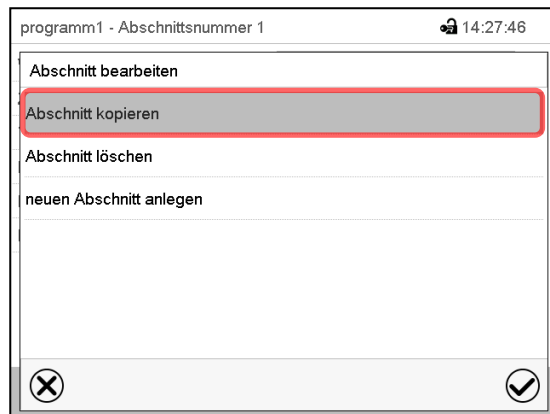 programm1 - Abschnittsnummer 1 14:27:46
Abschnitt bearbeiten
Abschnitt kopieren
Abschnitt löschen
neuen Abschnitt anlegen